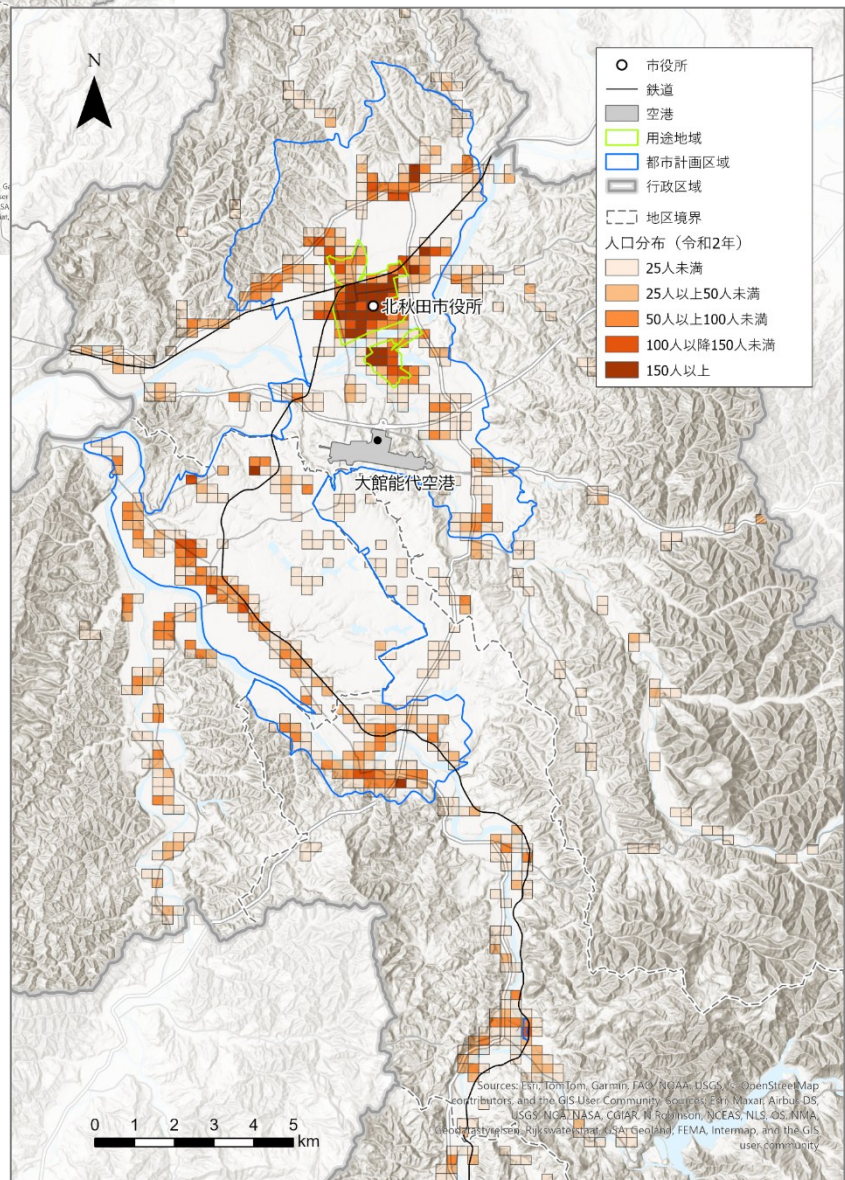 N
市役所
鉄道
空港
用途地域
都市計画区域
行政区域
地区境界
人口分布（令和2年）
25人未満
25人以上50人未満
50人以上100人未満
100人以降150人未満
150人以上
北秋田市役所
大館能代空港
Sources: Esri, TomTom, Garmin, FAO, NOAA, USGS, © OpenStreetMap
contributors, and the GIS User Community, Sources: Esri, Maxar, Airbus DS,
USGS, NGA, NASA, CGIAR, N Robinson, NCEAS, NLS, OS, NMA,
Geodatastyrelsen, Rijkswaterstaat, GSA, Geoland, FEMA, Intermap, and the GIS
user community
0 1 2 3 4 5
km